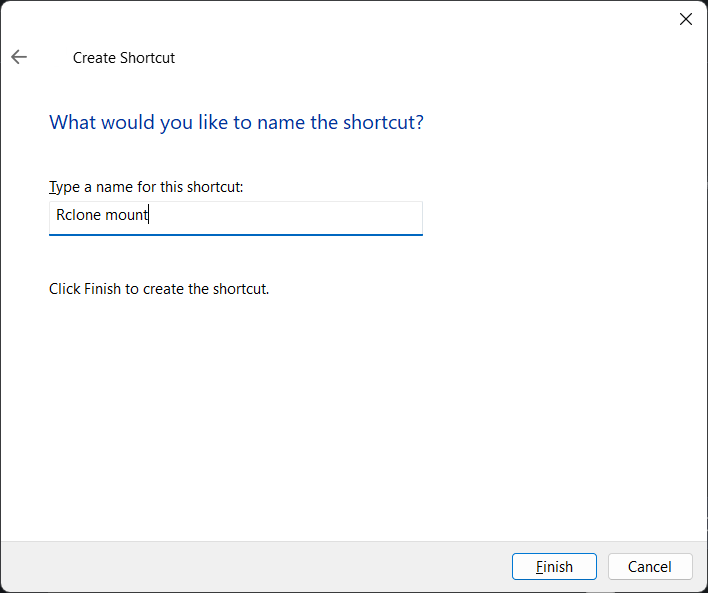 Create Shortcut
What would you like to name the shortcut?
Type a name for this shortcut:
Rclone mount
Click Finish to create the shortcut.
Finish
Cancel